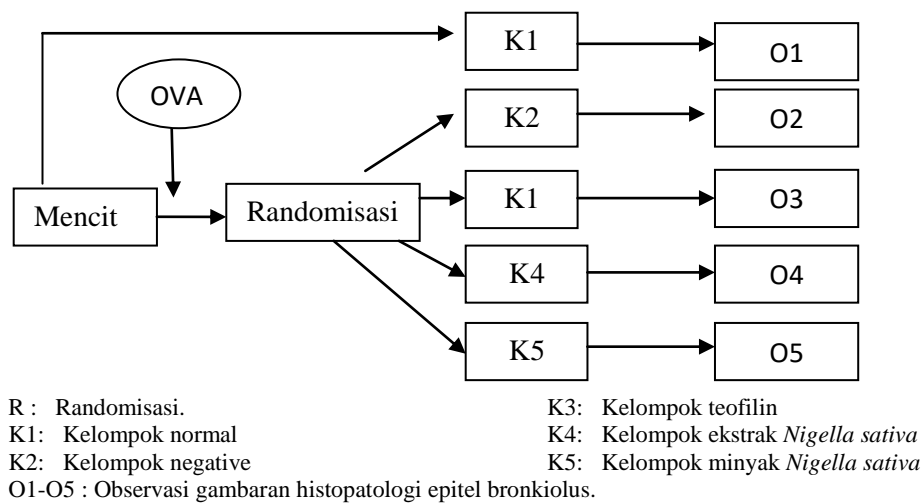 K1
O1
OVA
K2
O2
Mencit
Randomisasi
K1
O3
K4
O4
K5
O5
R : Randomisasi.
K3: Kelompok teofilin
K1: Kelompok normal
K4: Kelompok ekstrak Nigella sativa
K2: Kelompok negative
K5: Kelompok minyak Nigella sativa
O1-O5 : Observasi gambaran histopatologi epitel bronkiolus.